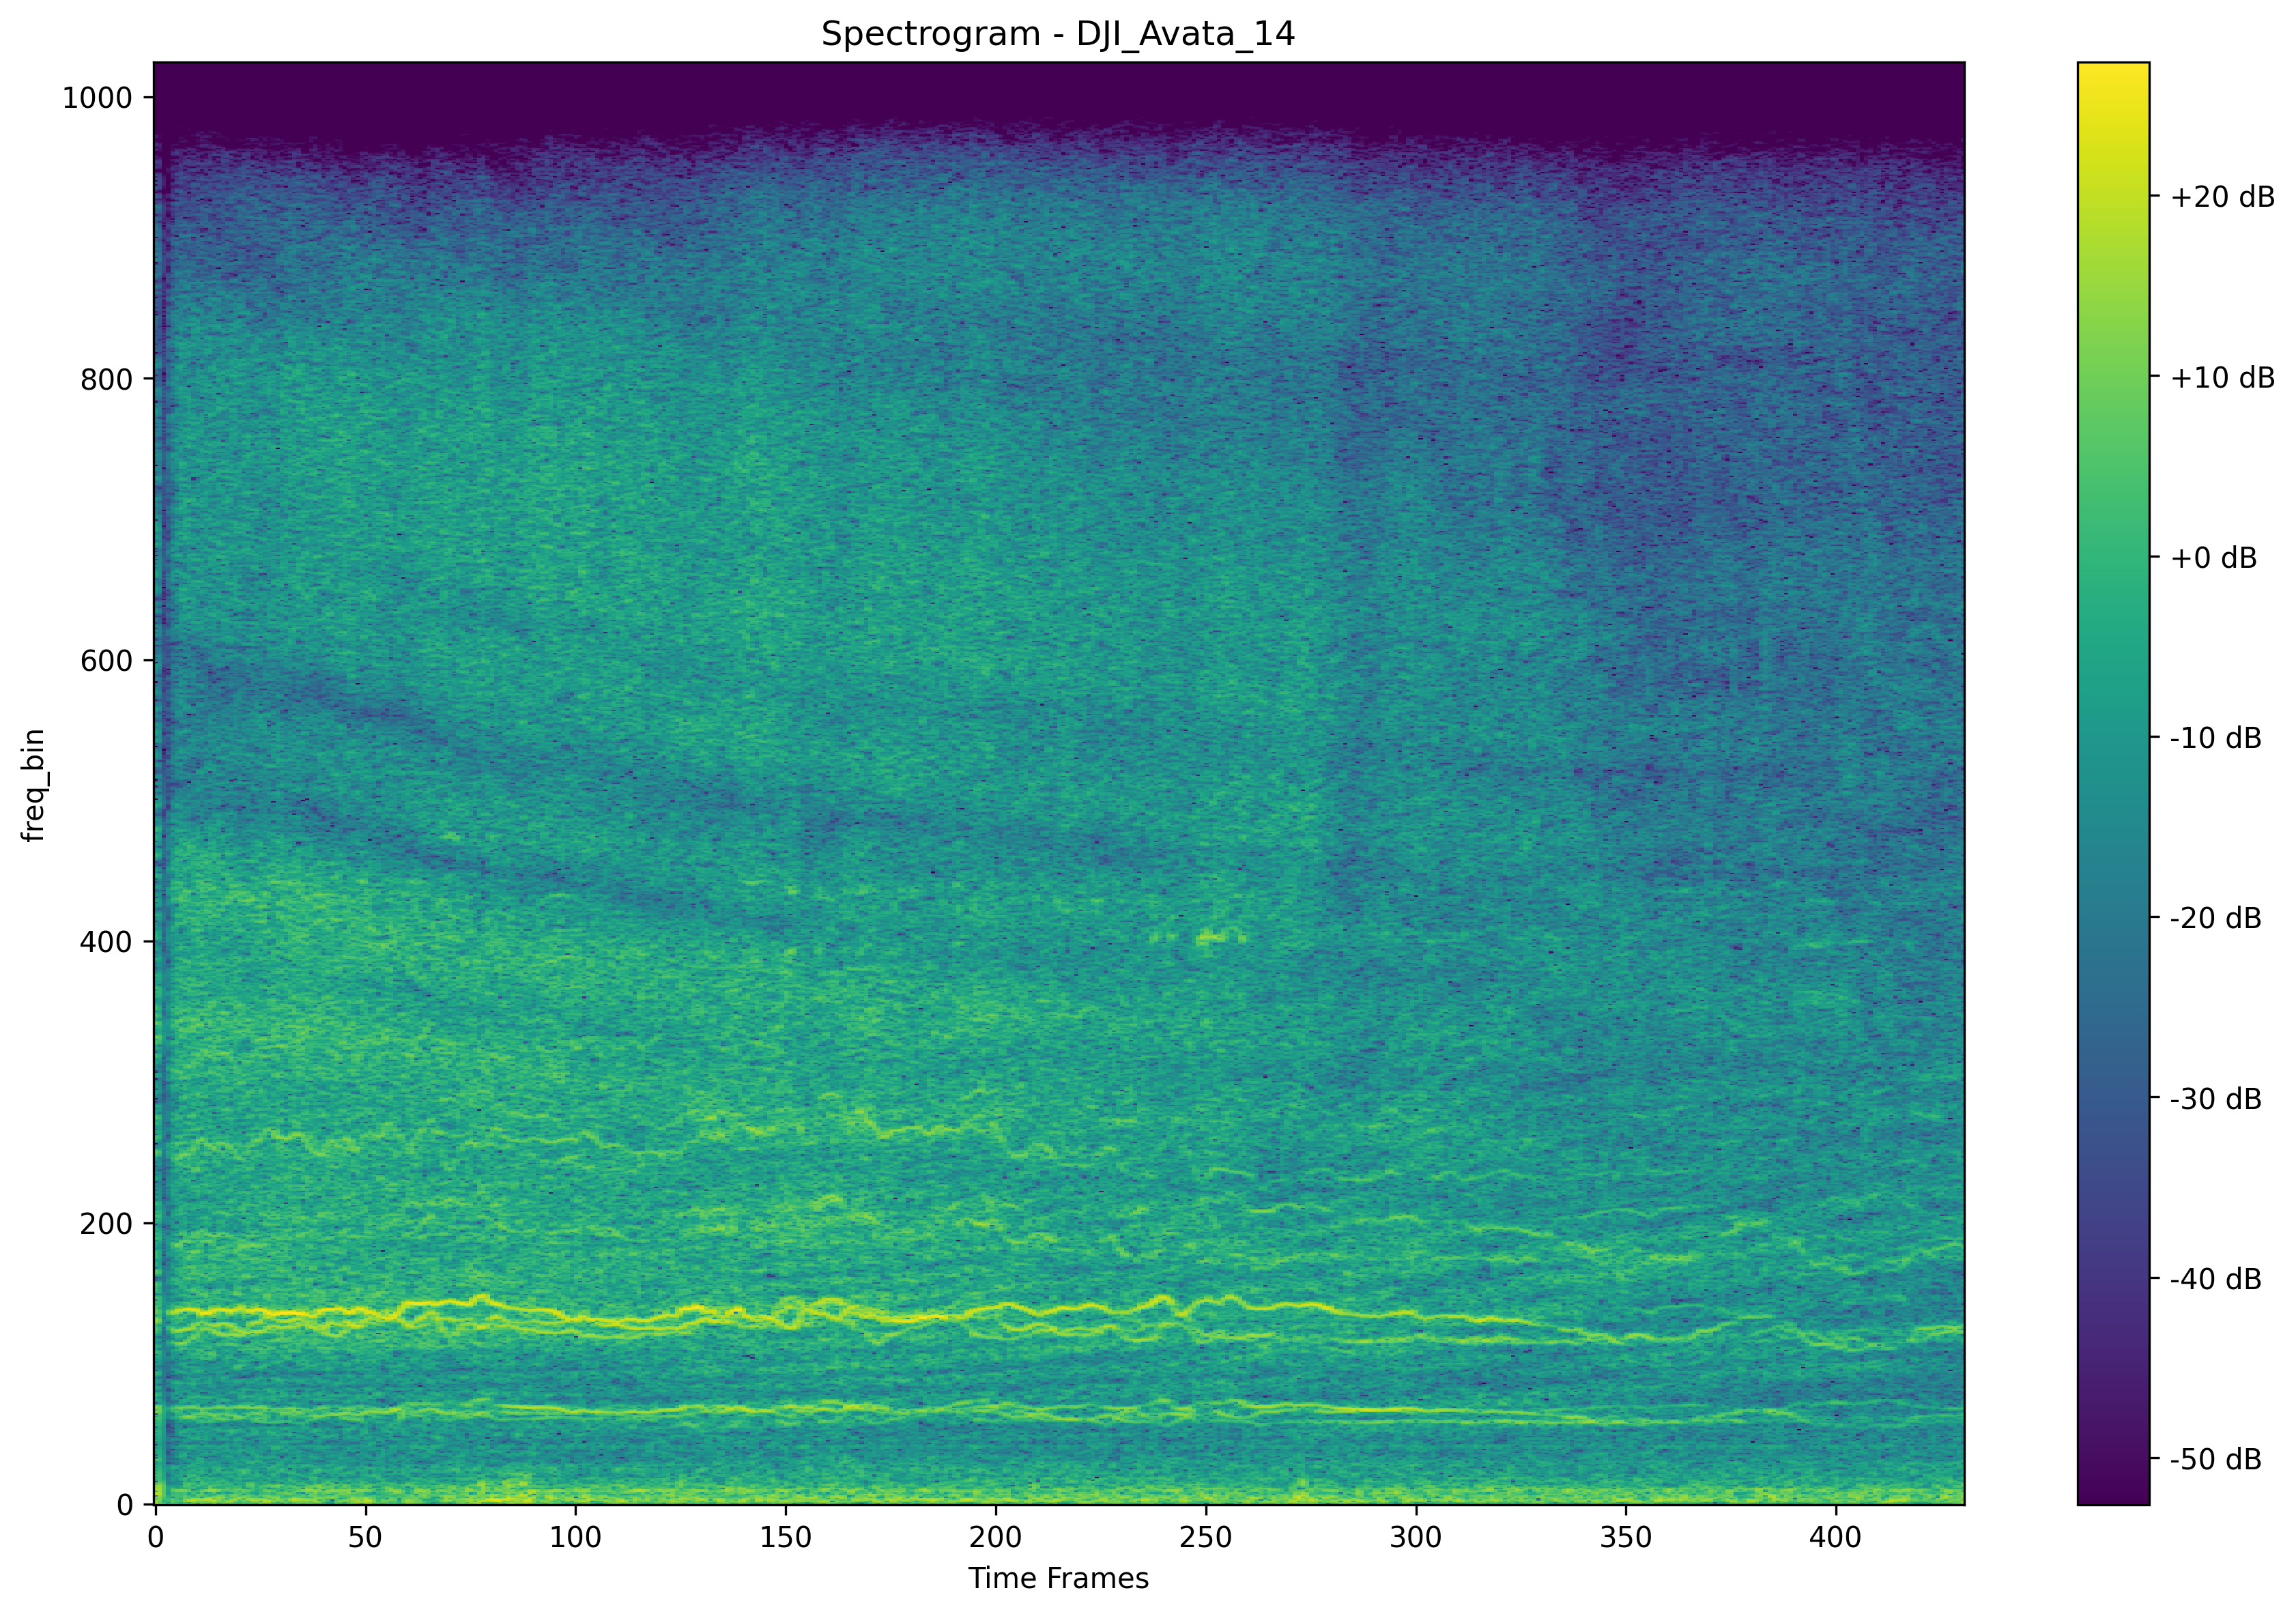 Spectrogram - DJI_Avata_14
1000
800
600
400
200
0
freq_bin
0 50 100 150 200 250 300 350 400
Time Frames
+20 dB
+10 dB
+0 dB
-10 dB
-20 dB
-30 dB
-40 dB
-50 dB